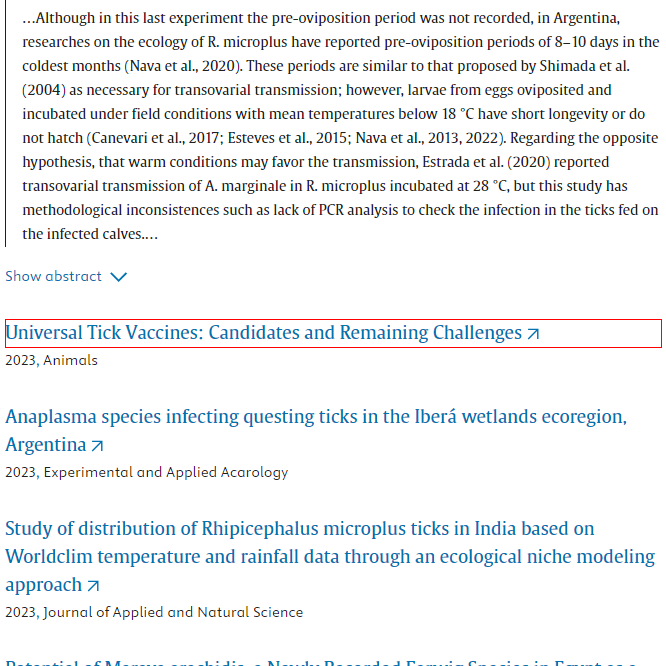 …Although in this last experiment the pre-oviposition period was not recorded, in Argentina,
researches on the ecology of R. microplus have reported pre-oviposition periods of 8–10 days in the
coldest months (Nava et al., 2020). These periods are similar to that proposed by Shimada et al.
(2004) as necessary for transovarial transmission; however, larvae from eggs oviposited and
incubated under field conditions with mean temperatures below 18 °C have short longevity or do
not hatch (Canevari et al., 2017; Esteves et al., 2015; Nava et al., 2013, 2022). Regarding the opposite
hypothesis, that warm conditions may favor the transmission, Estrada et al. (2020) reported
transovarial transmission of A. marginale in R. microplus incubated at 28 °C, but this study has
methodological inconsistences such as lack of PCR analysis to check the infection in the ticks fed on
the infected calves.…
Show abstract
Universal Tick Vaccines: Candidates and Remaining Challenges
2023, Animals
Anaplasma species infecting questing ticks in the Iberá wetlands ecoregion,
Argentina
2023, Experimental and Applied Acarology
Study of distribution of Rhipicephalus microplus ticks in India based on
Worldclim temperature and rainfall data through an ecological niche modeling
approach
2023, Journal of Applied and Natural Science